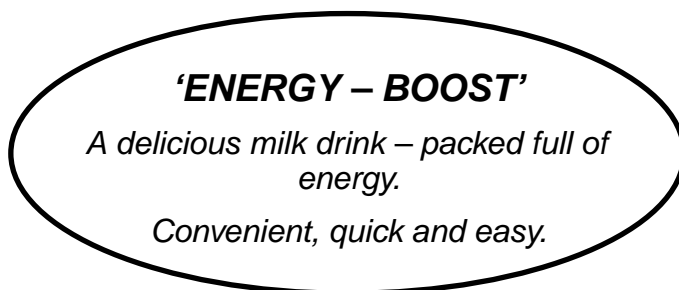 ‘ENERGY – BOOST’
A delicious milk drink – packed full of
energy.
Convenient, quick and easy.